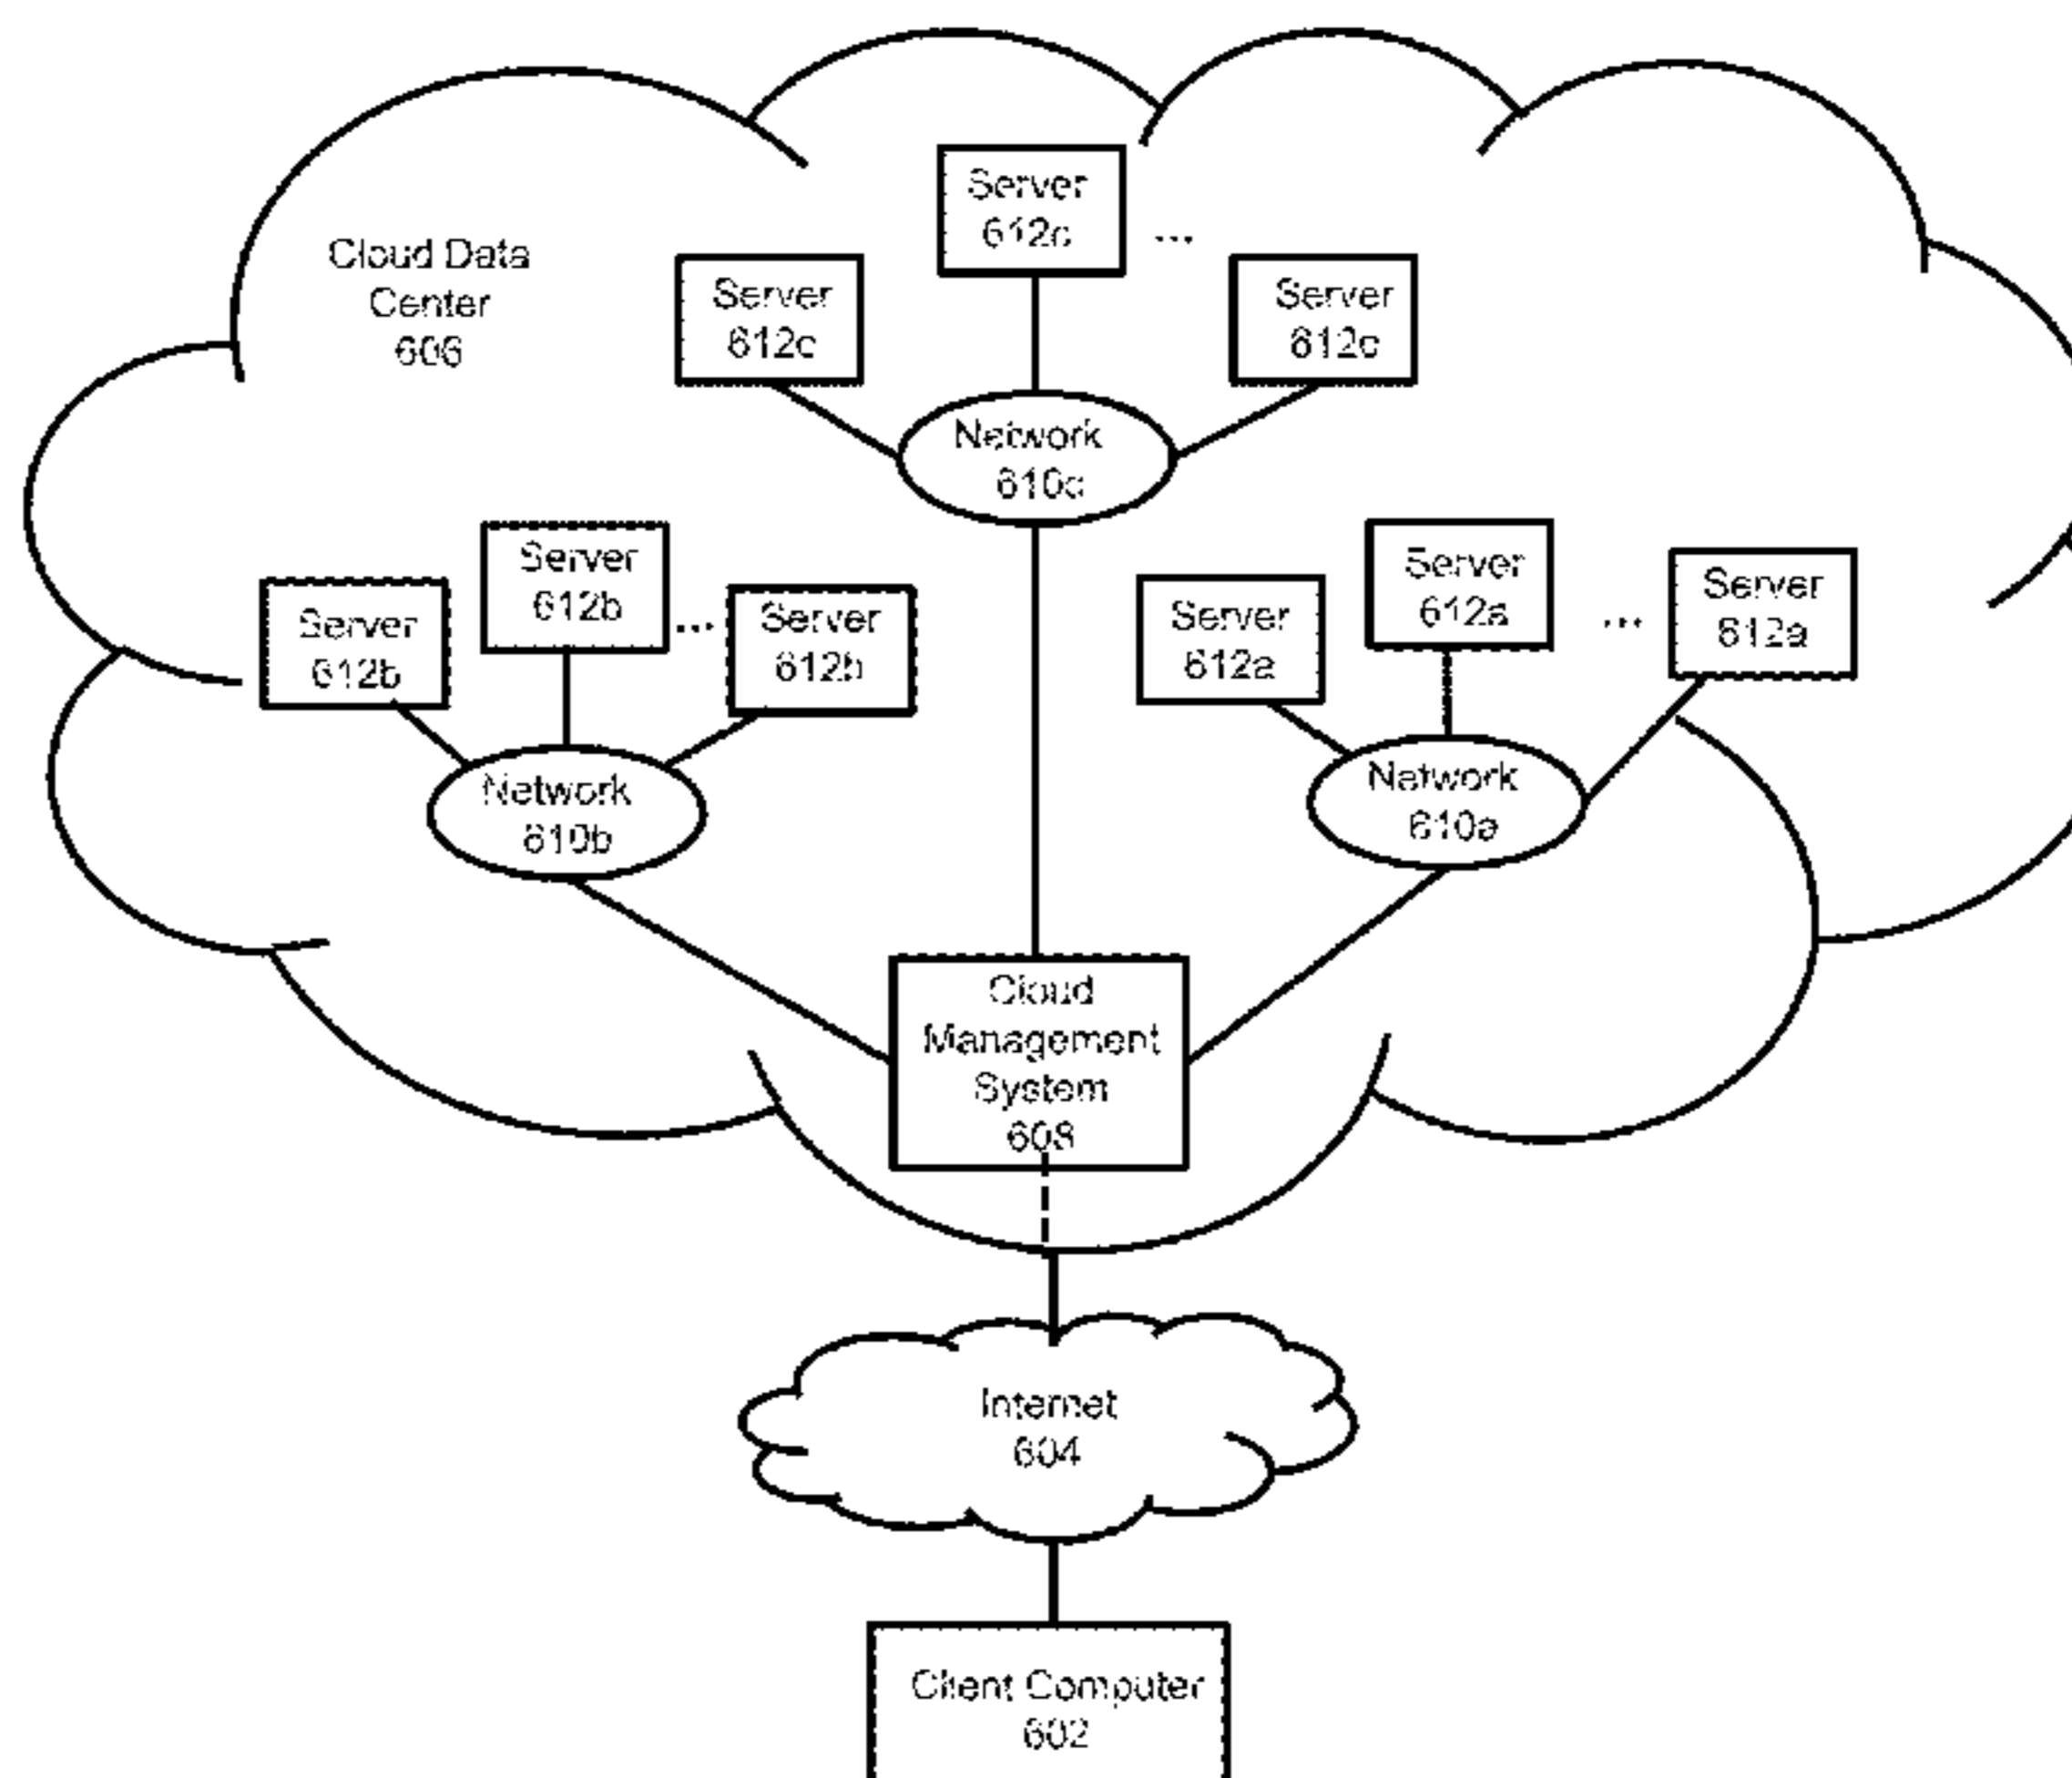 Server
612c
...
Cloud Data
Center
606
Server
612c
Server
612c
Network
610c
Server
612b
Server
612b
...
Server
612b
Server
612a
Server
612a
...
Server
612a
Network
610b
Network
610a
Cloud
Management
System
608
Internet
604
Client Computer
602